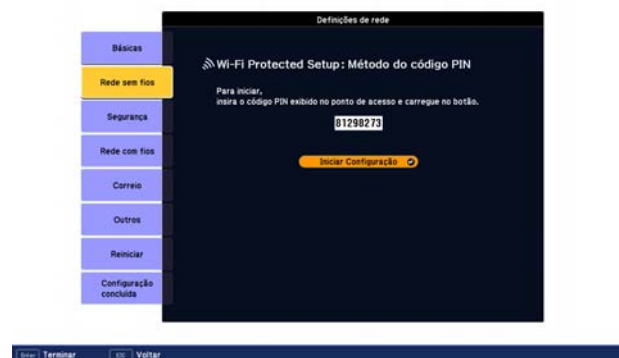 Definições de rede
Básicas
Rede sem fios
Segurança
Rede com fios
Correio
Outros
Reiniciar
Configuração
concluída
Wi-Fi Protected Setup: Método do código PIN
Para iniciar,
insira o código PIN exibido no ponto de acesso e carregue no botão.
81298273
Iniciar Configuração
Enter Terminar ESC Voltar